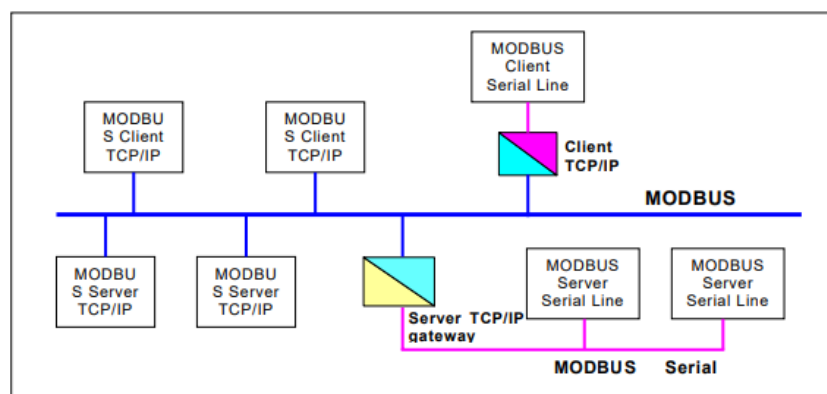 MODBUS
Client
Serial Line
MODBU
S Client
TCP/IP
MODBU
S Client
TCP/IP
Client
TCP/IP
MODBUS
MODBU
S Server
TCP/IP
MODBU
S Server
TCP/IP
Server TCP/IP
gateway
MODBUS
Server
Serial Line
MODBUS
Server
Serial Line
MODBUS Serial